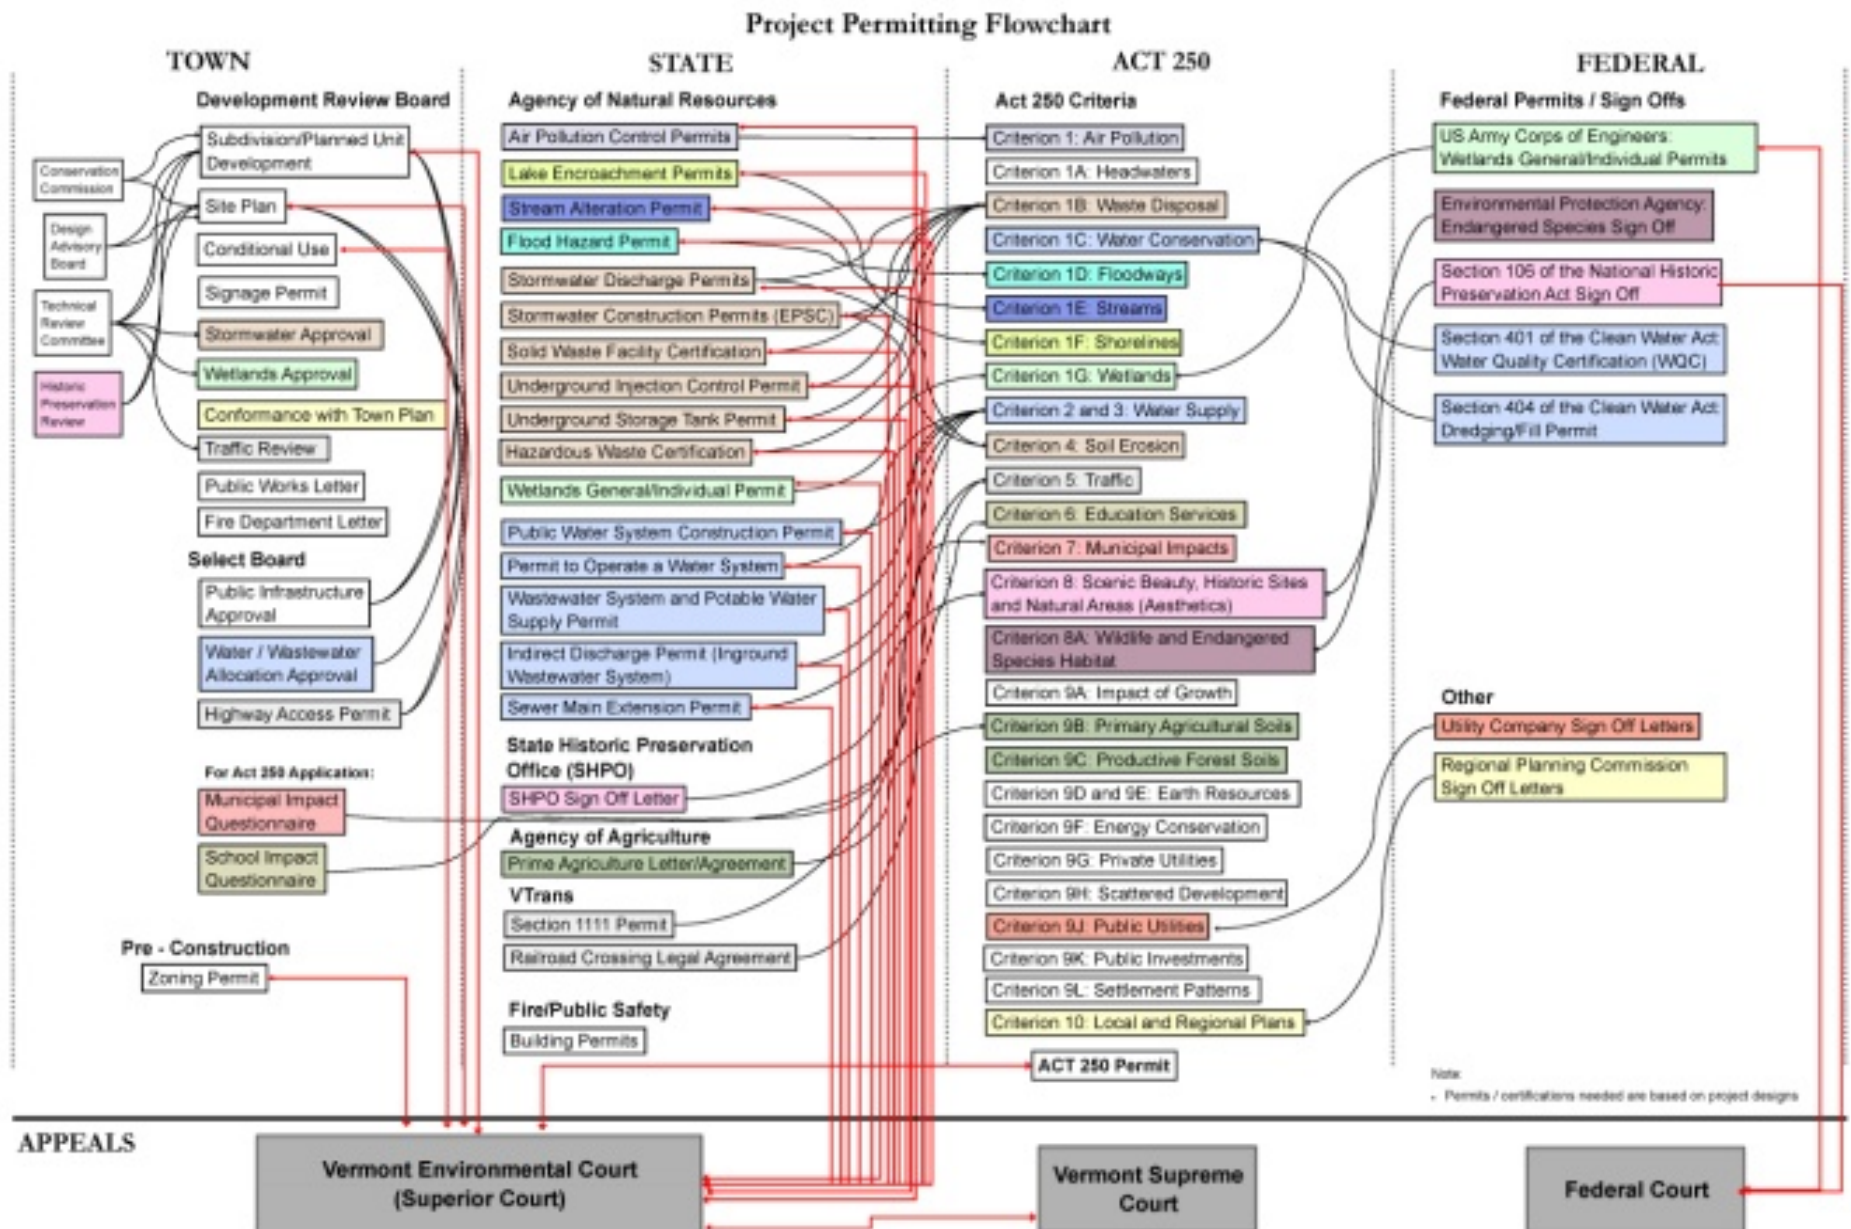 Project Permitting Flowchart
TOWN
Development Review Board
Subdivision/Planned Unit
Development
Conservation
Commission
Site Plan
Design
Advisory
Board
Conditional Use
Signage Permit
Technical
Review
Committee
Stormwater Approval
Wetlands Approval
Historic
Preservation
Review
Conformance with Town Plan
Traffic Review
Public Works Letter
Fire Department Letter
Select Board
Public Infrastructure
Approval
Water / Wastewater
Allocation Approval
Highway Access Permit
For Act 250 Application:
Municipal Impact
Questionnaire
School Impact
Questionnaire
Pre - Construction
Zoning Permit
STATE
Agency of Natural Resources
Air Pollution Control Permits
Lake Encroachment Permits
Stream Alteration Permit
Flood Hazard Permit
Stormwater Discharge Permits
Stormwater Construction Permits (EPSC)
Solid Waste Facility Certification
Underground Injection Control Permit
Underground Storage Tank Permit
Hazardous Waste Certification
Wetlands General/Individual Permit
Public Water System Construction Permit
Permit to Operate a Water System
Wastewater System and Potable Water
Supply Permit
Indirect Discharge Permit (Inground
Wastewater System)
Sewer Main Extension Permit
State Historic Preservation
Office (SHPO)
SHPO Sign Off Letter
Agency of Agriculture
Prime Agriculture Letter/Agreement
VTrans
Section 1111 Permit
Railroad Crossing Legal Agreement
Fire/Public Safety
Building Permits
ACT 250
Act 250 Criteria
Criterion 1: Air Pollution
Criterion 1A: Headwaters
Criterion 1B: Waste Disposal
Criterion 1C: Water Conservation
Criterion 1D: Floodways
Criterion 1E: Streams
Criterion 1F: Shorelines
Criterion 1G: Wetlands
Criterion 2 and 3: Water Supply
Criterion 4: Soil Erosion
Criterion 5: Traffic
Criterion 6: Education Services
Criterion 7: Municipal Impacts
Criterion 8: Scenic Beauty, Historic Sites
and Natural Areas (Aesthetics)
Criterion 8A: Wildlife and Endangered
Species Habitat
Criterion 9A: Impact of Growth
Criterion 9B: Primary Agricultural Soils
Criterion 9C: Productive Forest Soils
Criterion 9D and 9E: Earth Resources
Criterion 9F: Energy Conservation
Criterion 9G: Private Utilities
Criterion 9H: Scattered Development
Criterion 9J: Public Utilities
Criterion 9K: Public Investments
Criterion 9L: Settlement Patterns
Criterion 10: Local and Regional Plans
ACT 250 Permit
FEDERAL
Federal Permits / Sign Offs
US Army Corps of Engineers:
Wetlands General/Individual Permits
Environmental Protection Agency:
Endangered Species Sign Off
Section 106 of the National Historic
Preservation Act Sign Off
Section 401 of the Clean Water Act:
Water Quality Certification (WQC)
Section 404 of the Clean Water Act:
Dredging/Fill Permit
Other
Utility Company Sign Off Letters
Regional Planning Commission
Sign Off Letters
Note:
• Permits / certifications needed are based on project designs
APPEALS
Vermont Environmental Court
(Superior Court)
Vermont Supreme
Court
Federal Court